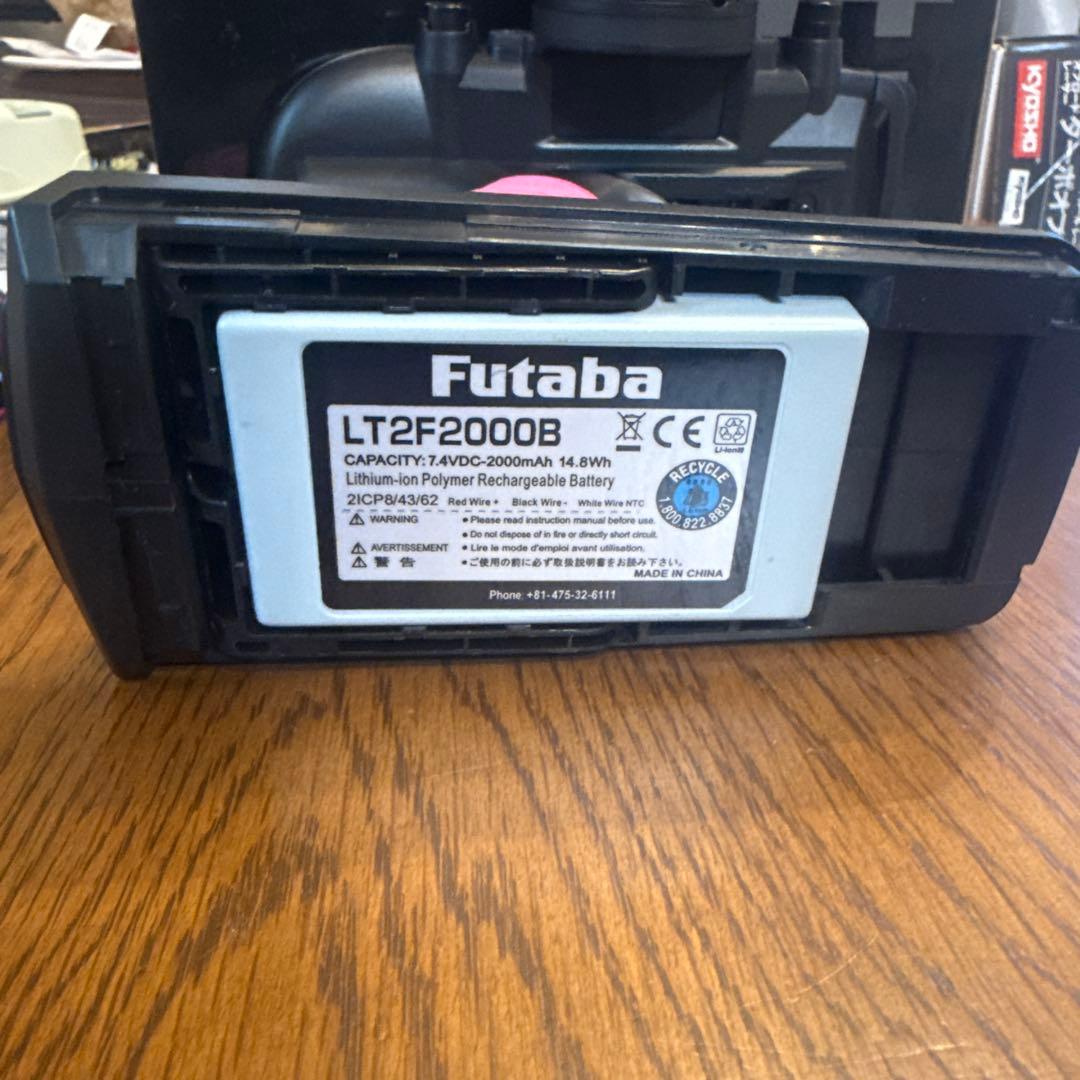 Futaba
LT2F2000B
CAPACITY: 7.4VDC-2000mAh 14.8Wh
Lithium-ion Polymer Rechargeable Battery
2ICP8/43/62 Red Wire + Black Wire - White Wire NTC
WARNING
• Please read instruction manual before use.
• Do not dispose of in fire or directly short circuit.
AVERTISSEMENT • Lire le mode d'emploi avant utilisation.
警告 • ご使用の前に必ず取扱説明書をお読み下さい。
MADE IN CHINA
Phone: +81-475-32-6111
CE
Li-ion00
RECYCLE
1.800.822.8837
KYOSHO